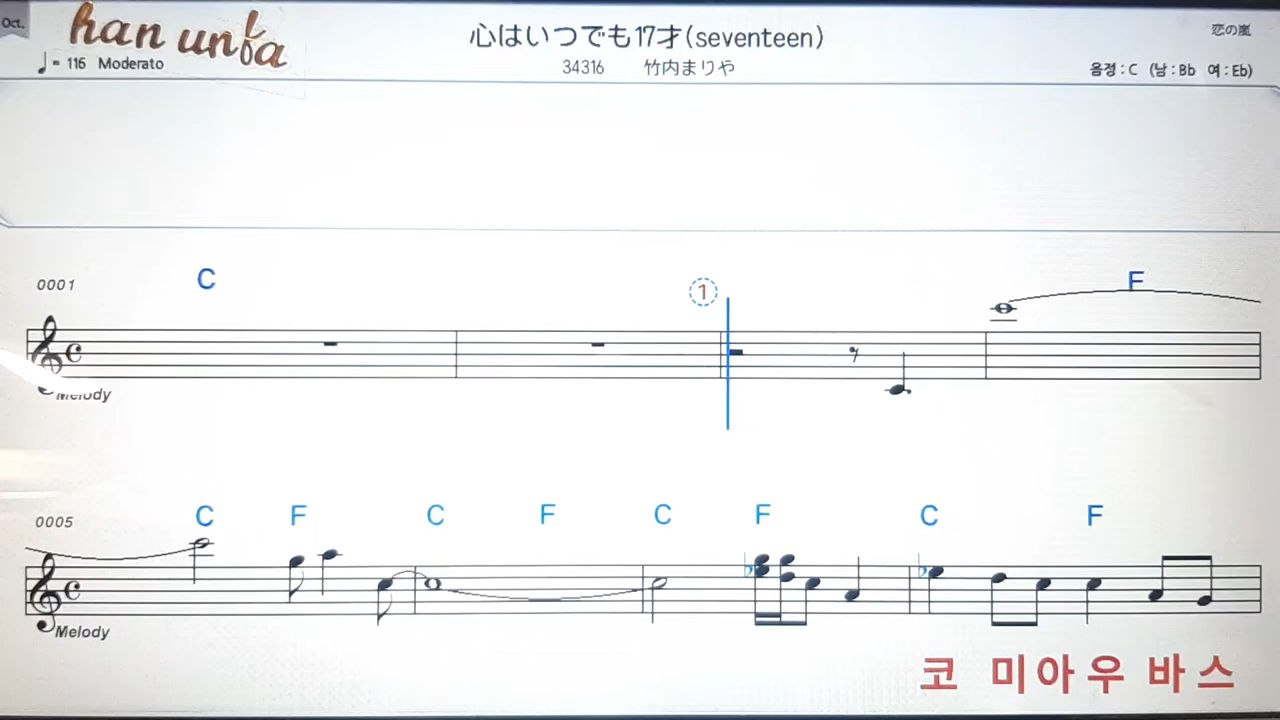 Oct.
han unba
心はいつでも17才(seventeen)
恋の嵐
♩= 116 Moderato
34316 竹内まりや
음정 : C (남 : Bb 여 : Eb)
0001
C
1
F
Melody
0005
C F C F C F C F
Melody
코 미아우 바스